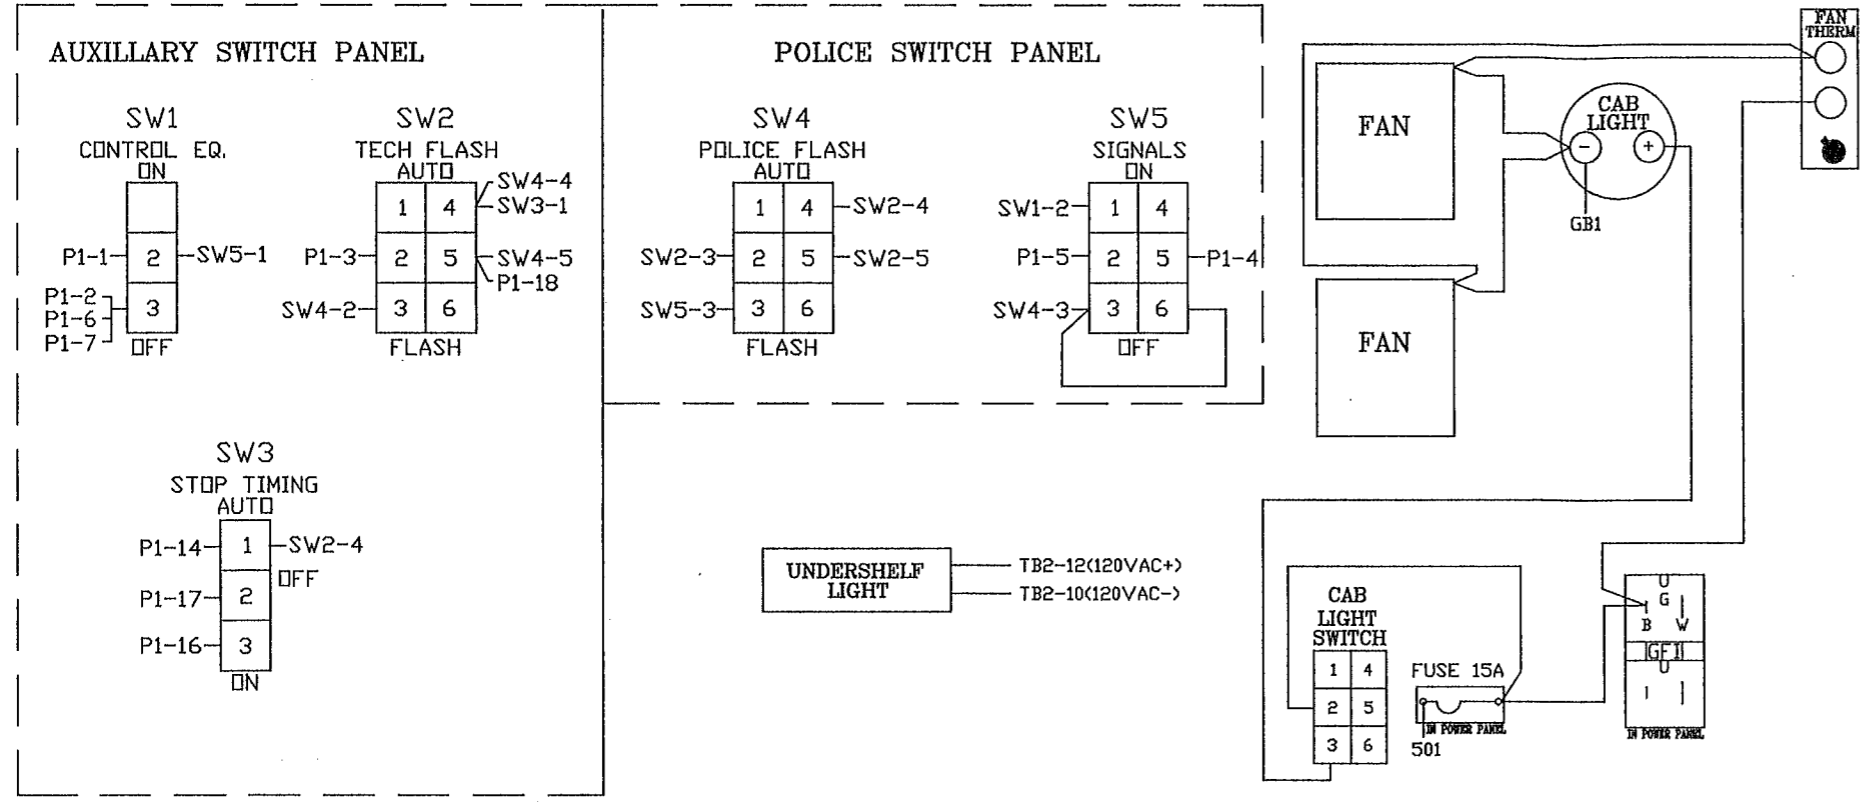 AUXILLARY SWITCH PANEL
SW1
CONTROL EQ.
ON
P1-1
2
SW5-1
P1-2
P1-6
P1-7
3
OFF
SW2
TECH FLASH
AUTO
SW4-4
1
4
SW3-1
P1-3
2
5
SW4-5
P1-18
SW4-2
3
6
FLASH
SW3
STOP TIMING
AUTO
P1-14
1
SW2-4
OFF
P1-17
2
P1-16
3
ON
POLICE SWITCH PANEL
SW4
POLICE FLASH
AUTO
1
4
SW2-4
SW2-3
2
5
SW2-5
SW5-3
3
6
FLASH
SW5
SIGNALS
ON
SW1-2
1
4
P1-5
2
5
P1-4
SW4-3
3
6
OFF
FAN
FAN
CAB
LIGHT
-
+
GB1
FAN
THERM
UNDERSHELF
LIGHT
TB2-12(120VAC+)
TB2-10(120VAC-)
CAB
LIGHT
SWITCH
1
4
2
5
3
6
FUSE 15A
IN POWER PANEL
501
U
G
B
W
GFI
U
IN POWER PANEL